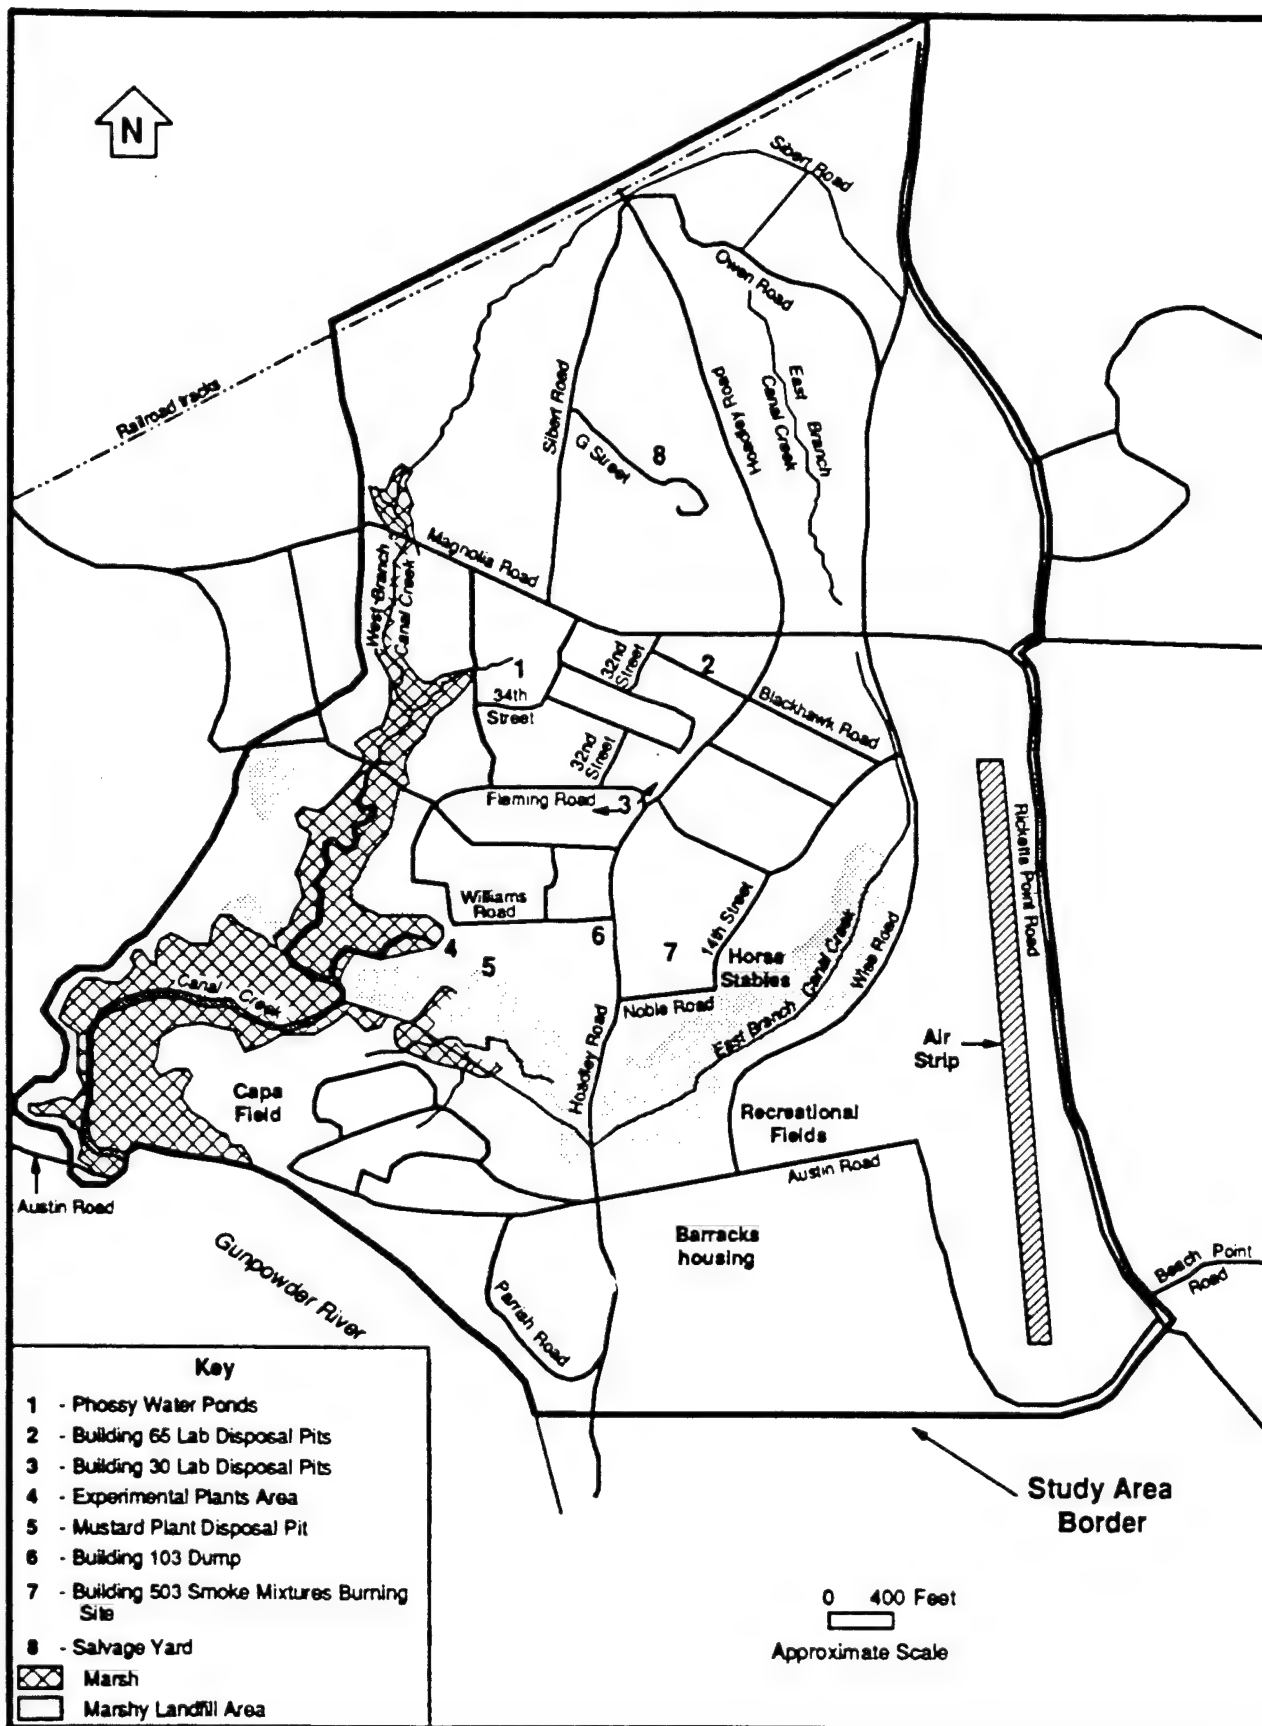 N
Sibert Road
Owen Road
Railroad tracks
Sibert Road
Hoadley Road
East Branch
Canal Creek
8
G Street
Magnolia Road
West Branch
Canal Creek
1
32nd
Street
2
34th
Street
Blackhawk Road
32nd
Street
Fleming Road
3
Ricketts Point Road
Williams
Road
4
5
6
7
14th Street
Horse
Stables
East Branch Canal Creek
Wise Road
Canal Creek
Noble Road
Hoadley Road
Air
Strip
Capa
Field
Recreational
Fields
Austin Road
Austin Road
Gunpowder River
Barracks
housing
Parrish Road
Beach Point
Road
Key
1 - Phossy Water Ponds
2 - Building 65 Lab Disposal Pits
3 - Building 30 Lab Disposal Pits
4 - Experimental Plants Area
5 - Mustard Plant Disposal Pit
6 - Building 103 Dump
7 - Building 503 Smoke Mixtures Burning
Site
8 - Salvage Yard
Marsh
Marshy Landfill Area
Study Area
Border
0 400 Feet
Approximate Scale